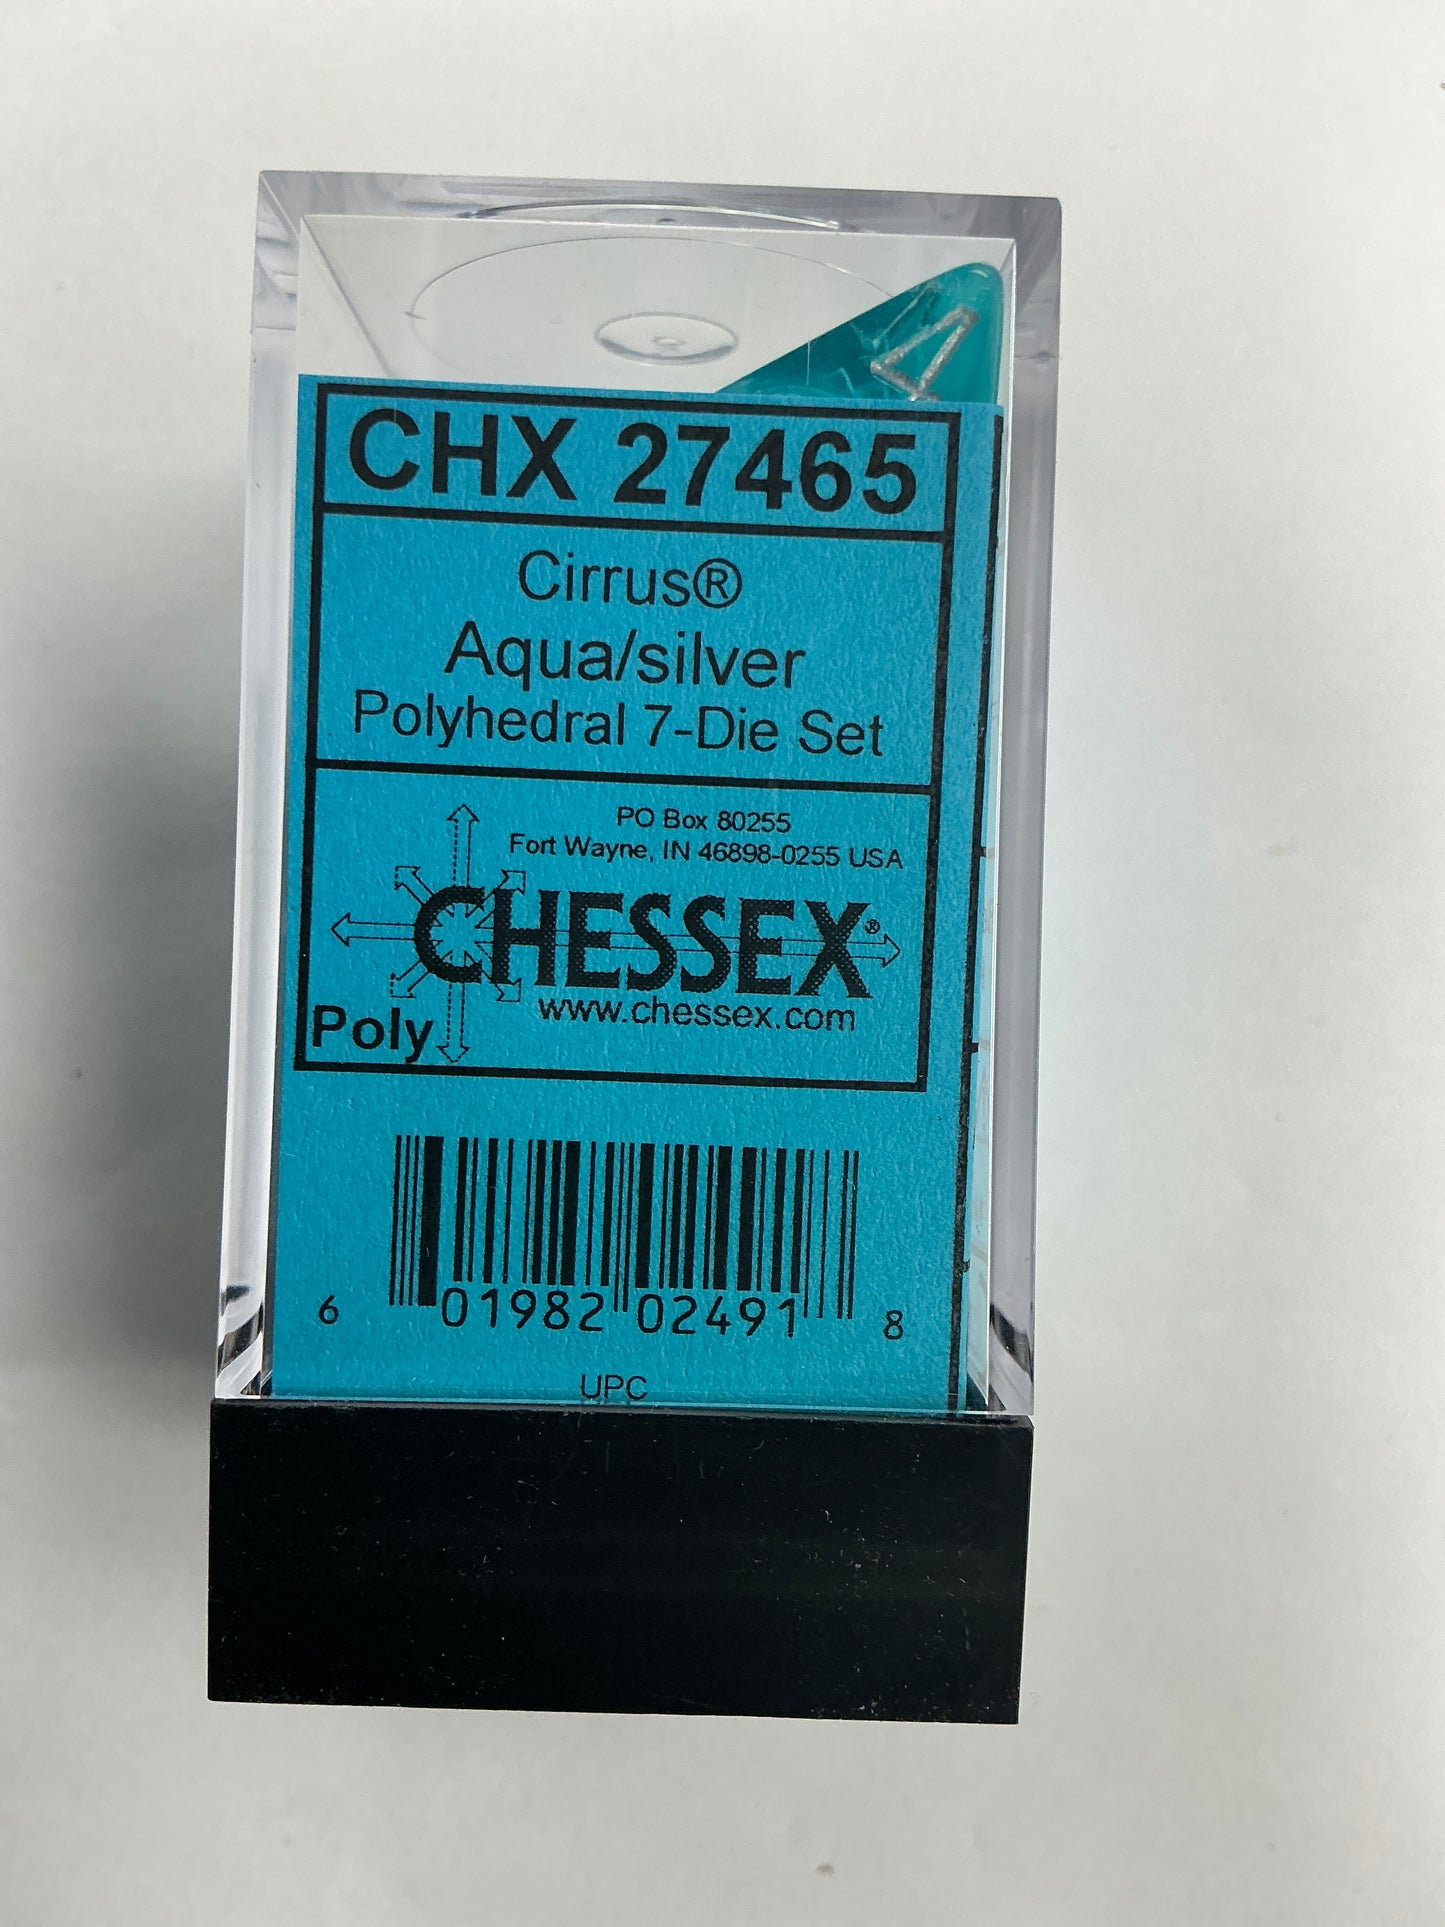 4
CHX 27465
Cirrus®
Aqua/silver
Polyhedral 7-Die Set
PO Box 80255
Fort Wayne, IN 46898-0255 USA
CHESSEX®
www.chessex.com
Poly
6 01982 02491 8
UPC